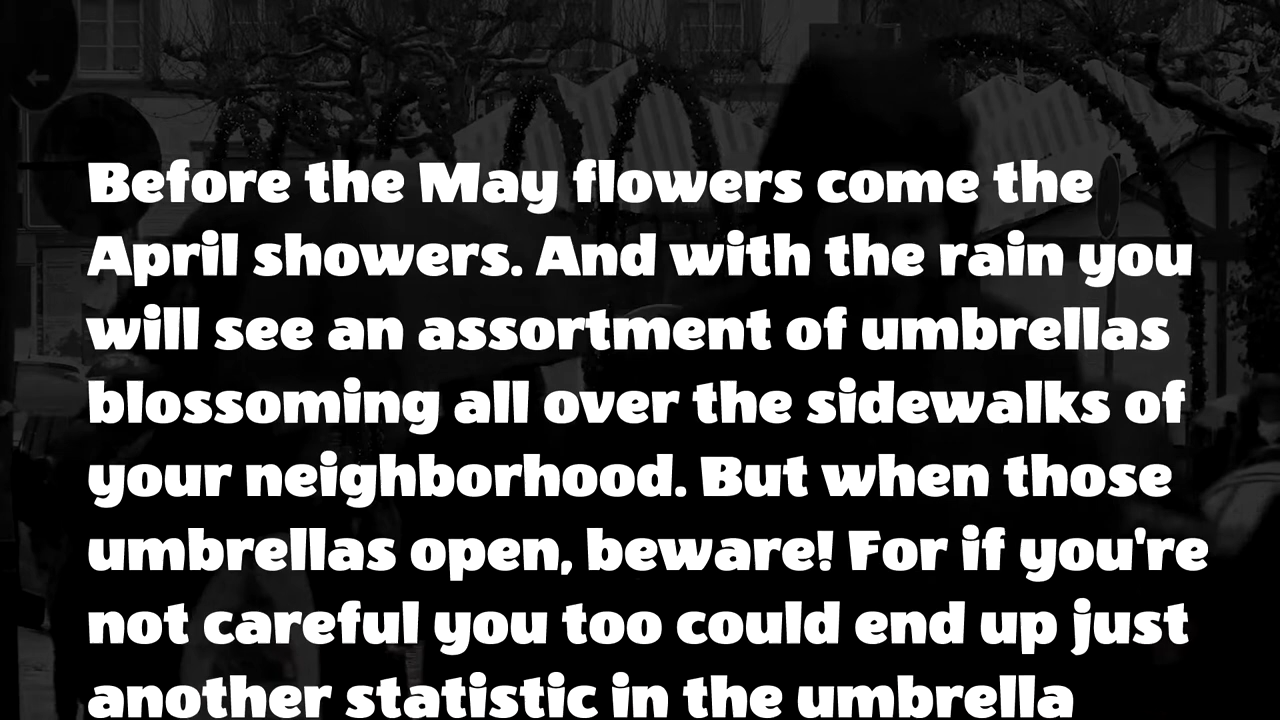 Before the May flowers come the
April showers. And with the rain you
will see an assortment of umbrellas
blossoming all over the sidewalks of
your neighborhood. But when those
umbrellas open, beware! For if you're
not careful you too could end up just
another statistic in the umbrella